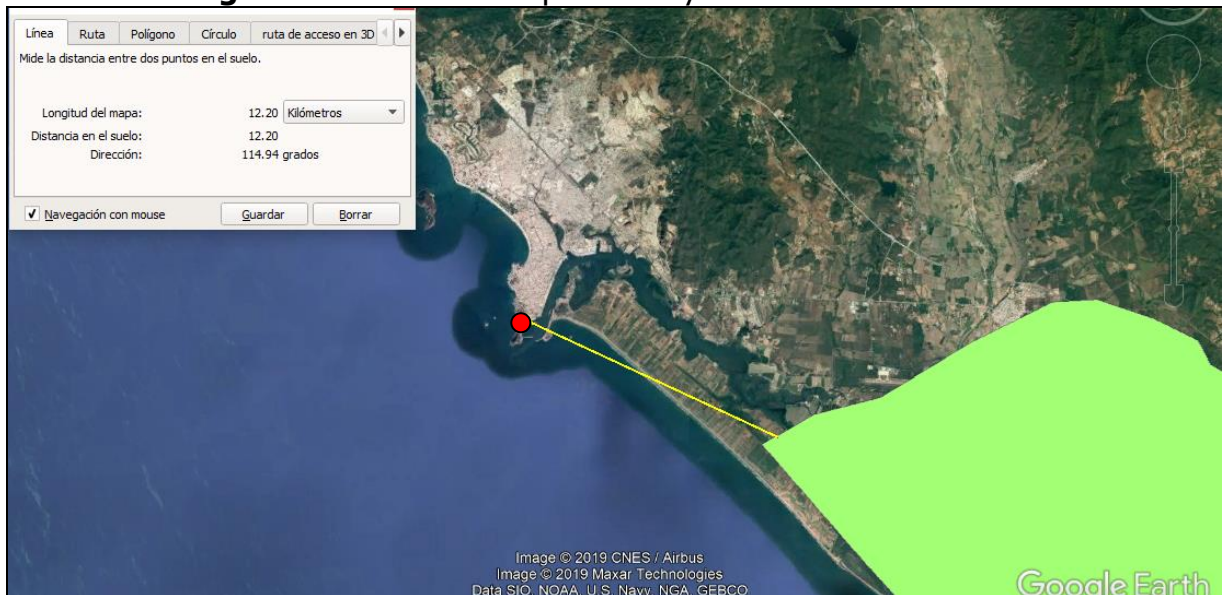 Línea Ruta Polígono Círculo ruta de acceso en 3D
Mide la distancia entre dos puntos en el suelo.
Longitud del mapa: 12.20 Kilómetros
Distancia en el suelo: 12.20
Dirección: 114.94 grados
Navegación con mouse Guardar Borrar
Image © 2019 CNES / Airbus
Image © 2019 Maxar Technologies
Data SIO, NOAA, U.S. Navy, NGA, GEBCO
Google Earth